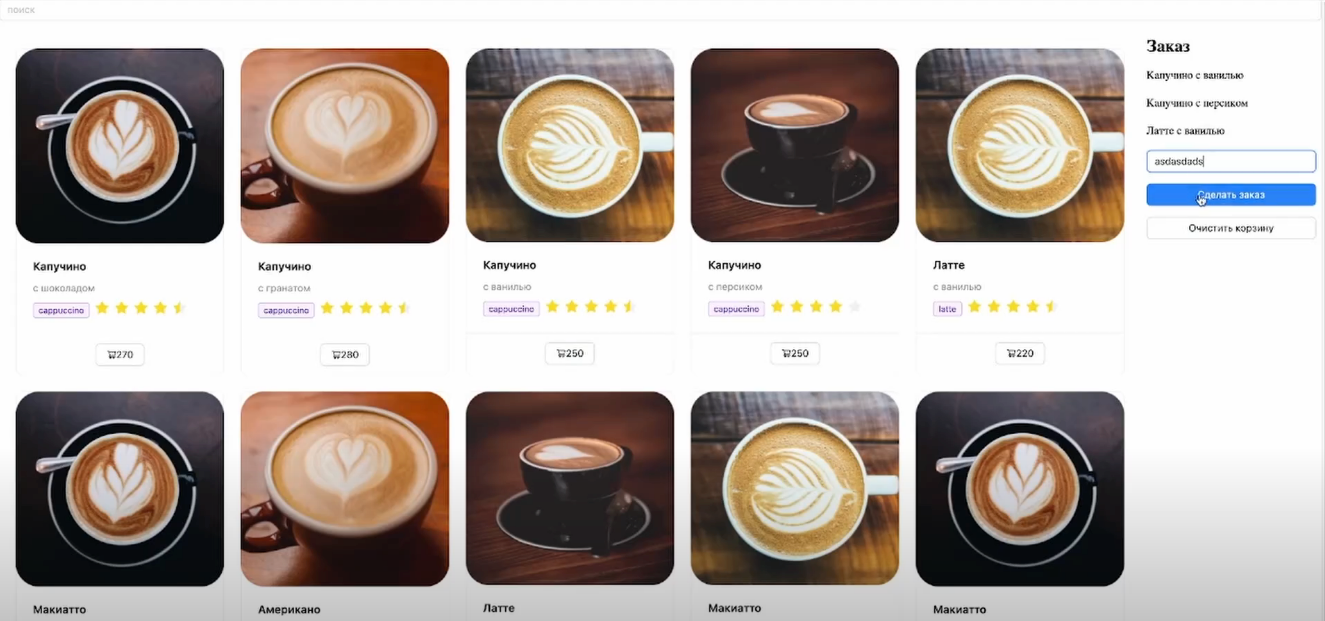 поиск
Капучино
с шоколадом
cappuccino
270
Капучино
с гранатом
cappuccino
280
Капучино
с ванилью
cappuccino
250
Капучино
с персиком
cappuccino
250
Латте
с ванилью
latte
220
Макиатто
Американо
Латте
Макиатто
Макиатто
Заказ
Капучино с ванилью
Капучино с персиком
Латте с ванилью
asdasdads
Сделать заказ
Очистить корзину